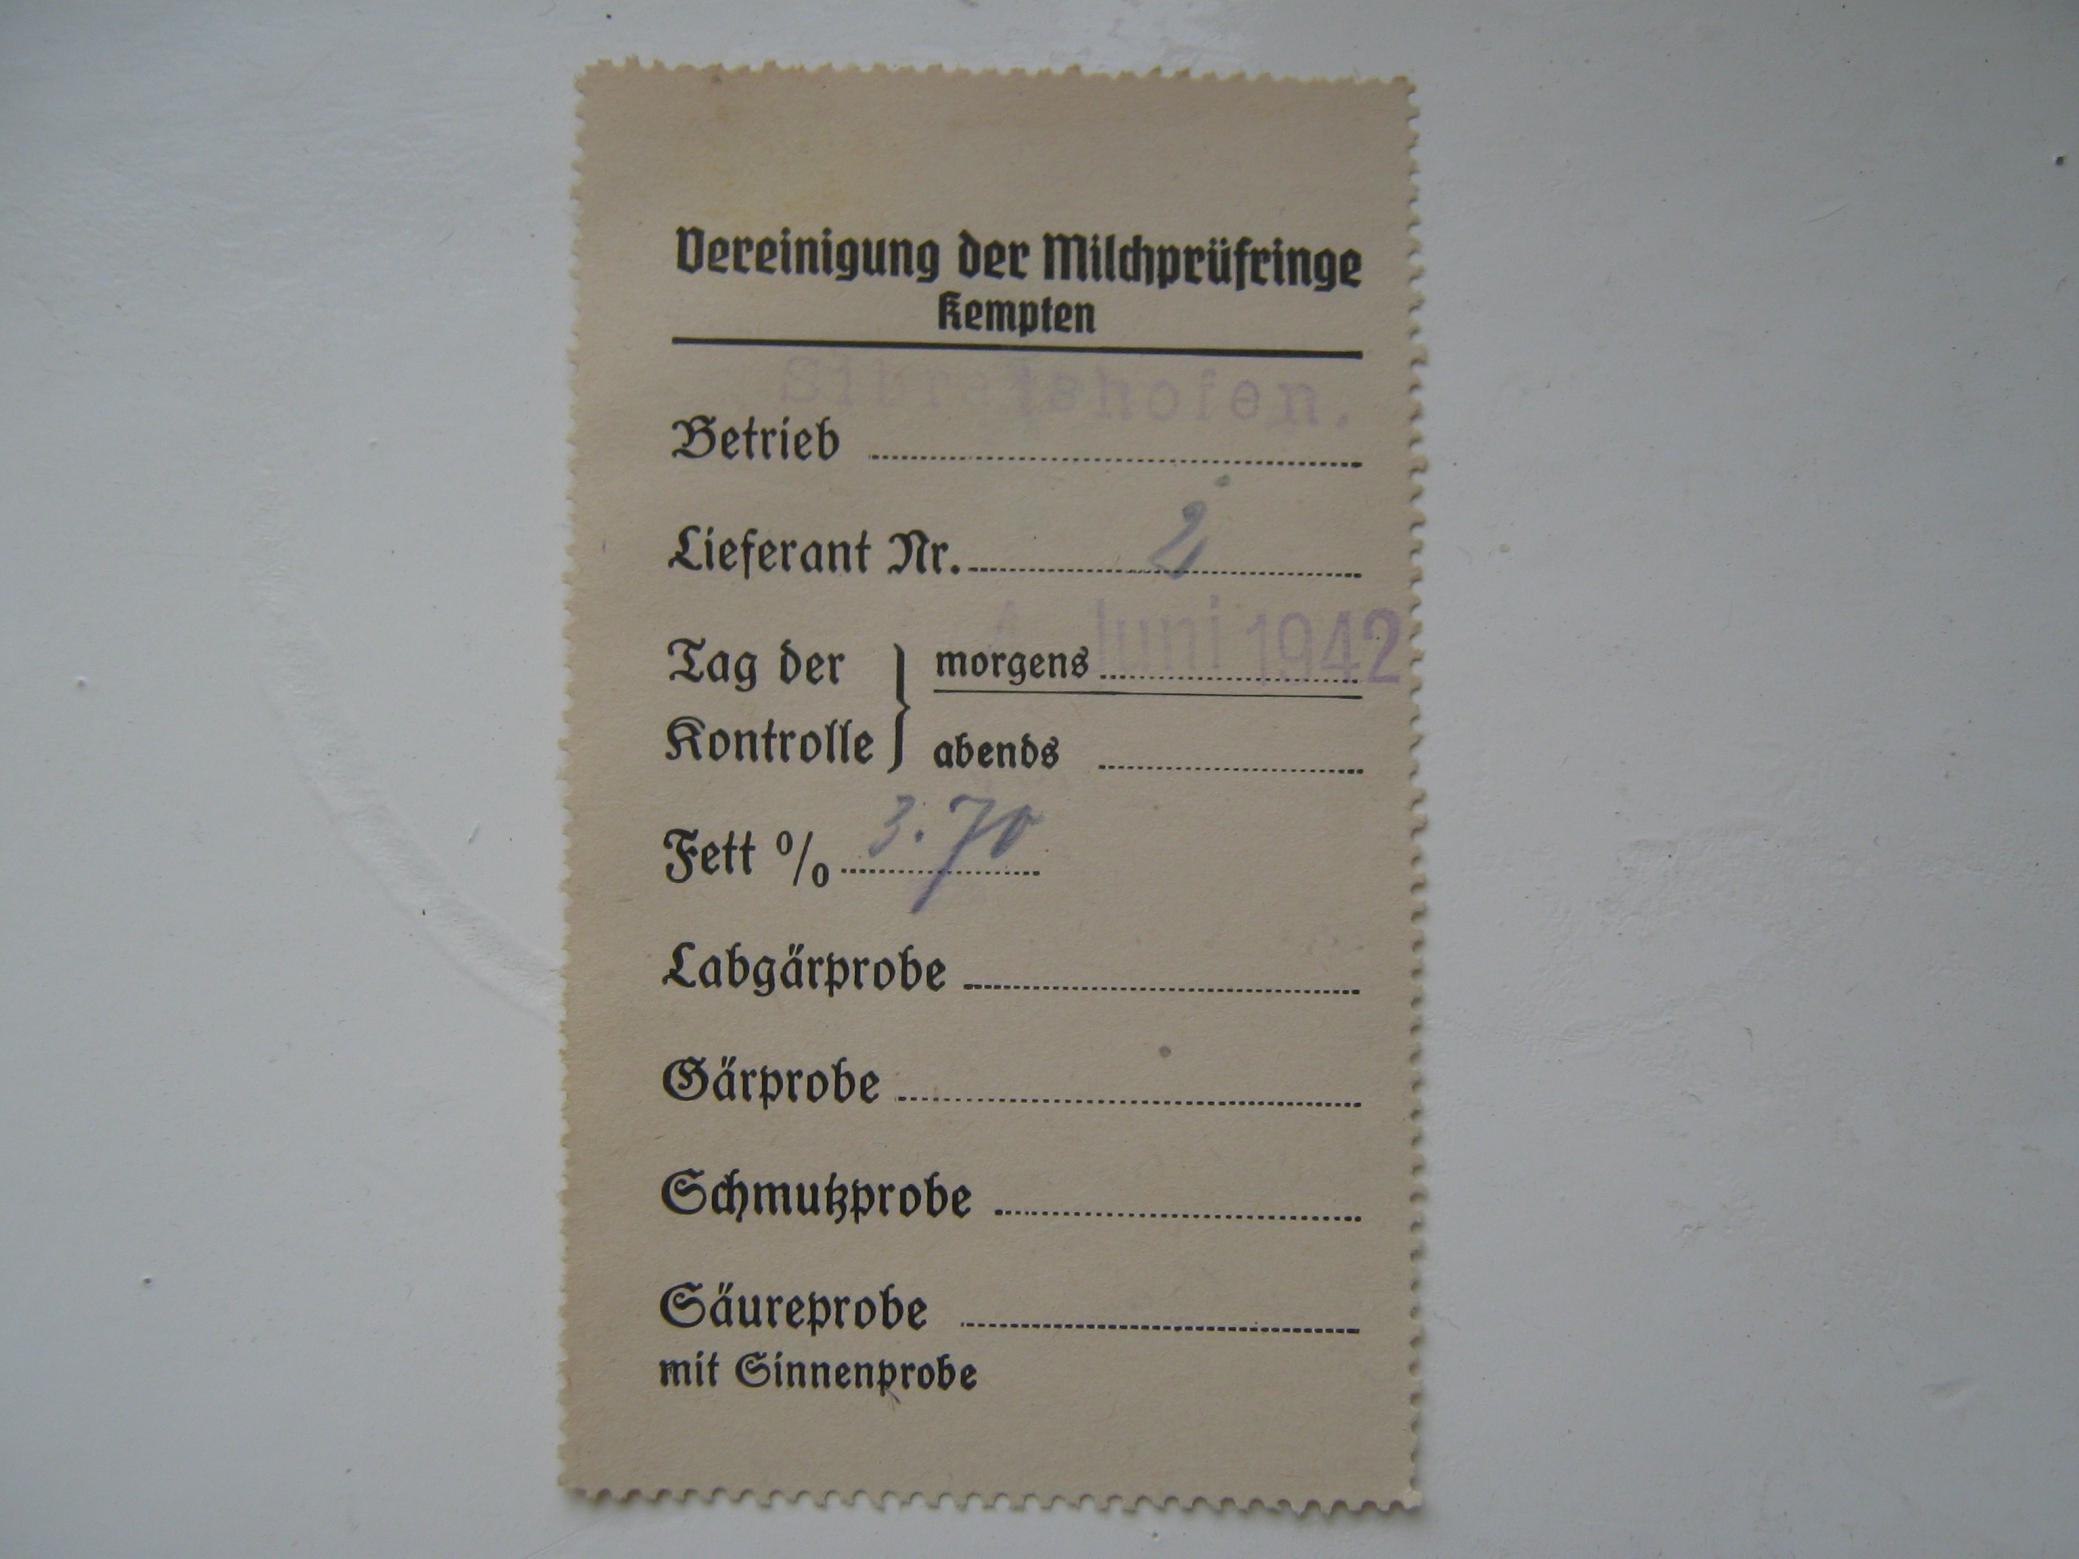 Vereinigung der Milchprüfringe
Kempten
Sibratshofen.
Betrieb
Lieferant Nr. 2
Juni 1942
Tag der morgens
Kontrolle abends
Fett % 3.70
Labgärprobe
Gärprobe
Schmutzprobe
Säureprobe
mit Sinnenprobe